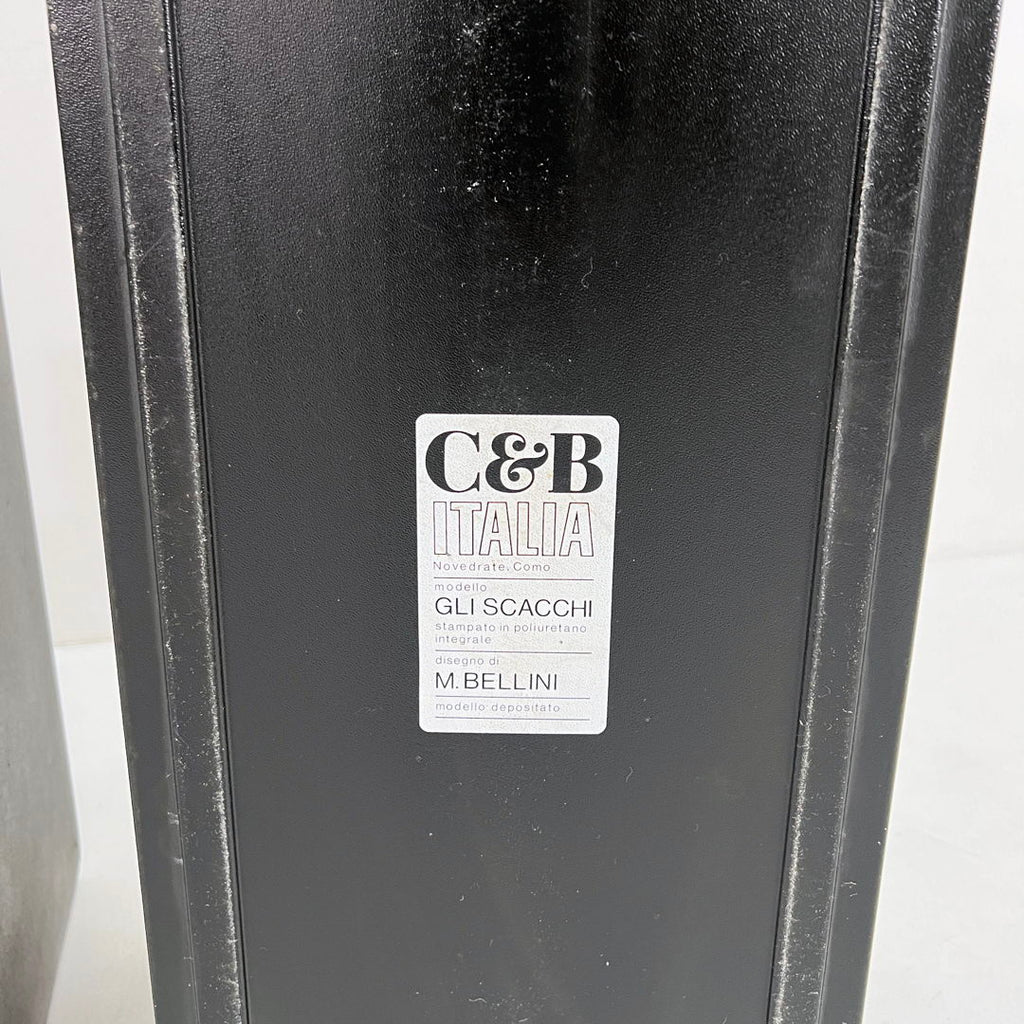 C&B
ITALIA
Novedrate, Como
modello
GLI SCACCHI
stampato in poliuretano
integrale
disegno di
M. BELLINI
modello depositato